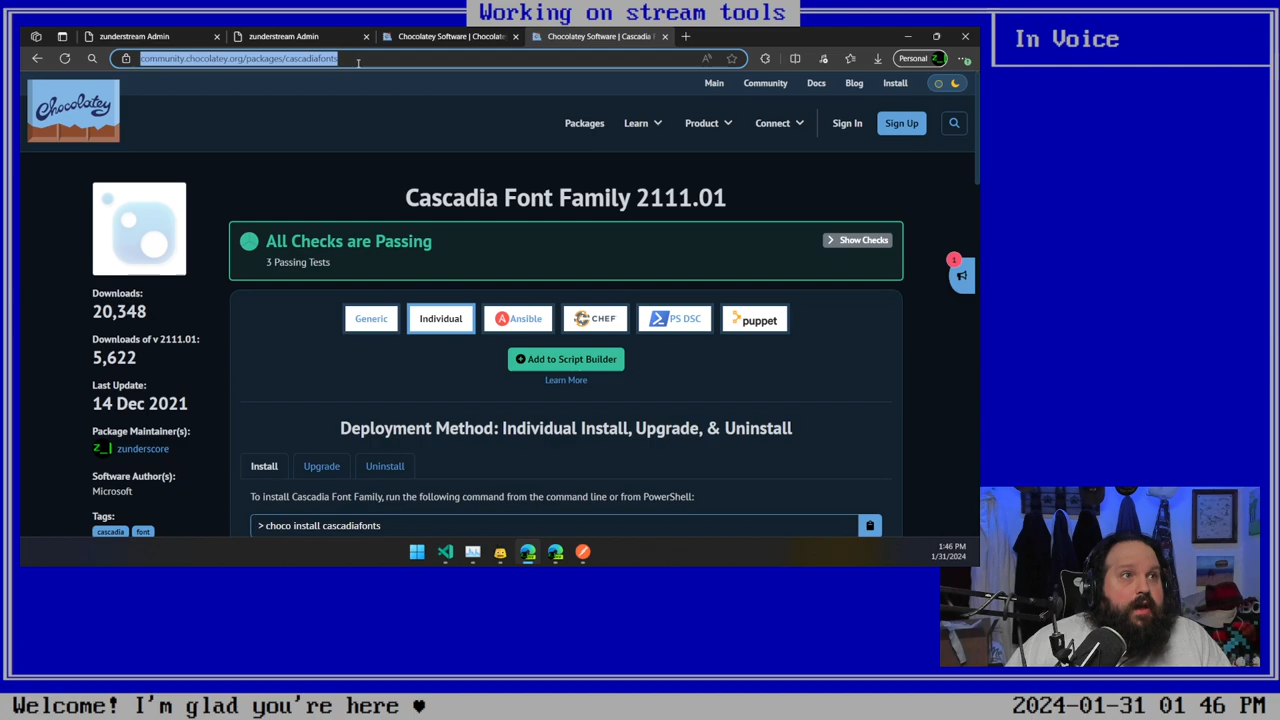 Working on stream tools
zunderstream Admin
zunderstream Admin
Chocolatey Software | Chocolate
Chocolatey Software | Cascadia F
community.chocolatey.org/packages/cascadiafonts
Personal
Main
Community
Docs
Blog
Install
Chocolatey
Packages
Learn
Product
Connect
Sign In
Sign Up
In Voice
Cascadia Font Family 2111.01
All Checks are Passing
3 Passing Tests
Show Checks
1
Downloads:
20,348
Downloads of v 2111.01:
5,622
Last Update:
14 Dec 2021
Package Maintainer(s):
zunderscore
Software Author(s):
Microsoft
Tags:
cascadia
font
Generic
Individual
Ansible
CHEF
PS DSC
puppet
Add to Script Builder
Learn More
Deployment Method: Individual Install, Upgrade, & Uninstall
Install
Upgrade
Uninstall
To install Cascadia Font Family, run the following command from the command line or from PowerShell:
> choco install cascadiafonts
1:46 PM
1/31/2024
Welcome! I'm glad you're here ♥
2024-01-31 01 46 PM